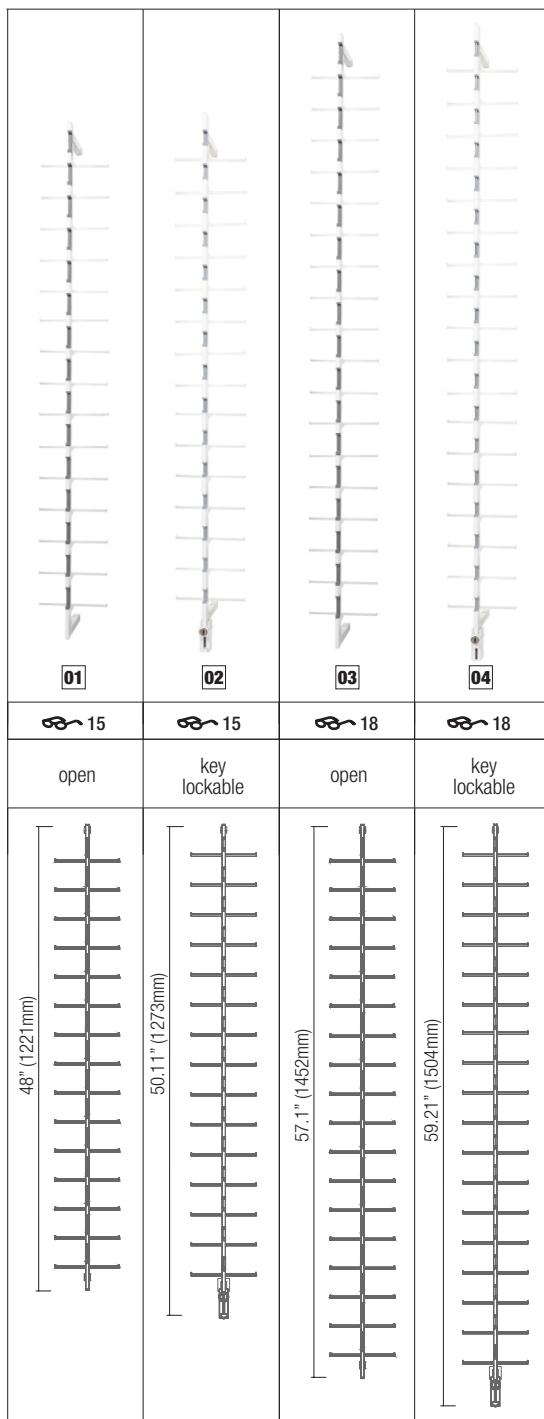 01
02
03
04
15
15
18
18
open
key
lockable
open
key
lockable
48” (1221mm)
50.11” (1273mm)
57.1” (1452mm)
59.21” (1504mm)